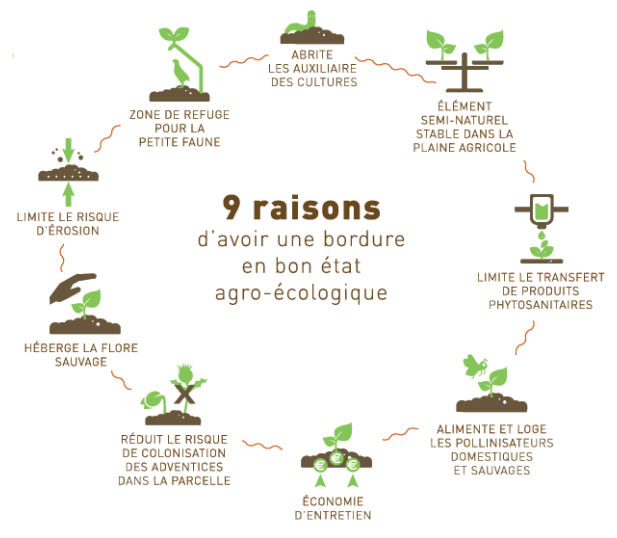 9 raisons
d'avoir une bordure
en bon état
agro-écologique
ABRITE
LES AUXILIAIRE
DES CULTURES
ÉLÉMENT
SEMI-NATUREL
STABLE DANS LA
PLAINE AGRICOLE
LIMITE LE TRANSFERT
DE PRODUITS
PHYTOSANITAIRES
ALIMENTE ET LOGE
LES POLLINISATEURS
DOMESTIQUES
ET SAUVAGES
€ € €
ÉCONOMIE
D'ENTRETIEN
RÉDUIT LE RISQUE
DE COLONISATION
DES ADVENTICES
DANS LA PARCELLE
HÉBERGE LA FLORE
SAUVAGE
LIMITE LE RISQUE
D'ÉROSION
ZONE DE REFUGE
POUR LA
PETITE FAUNE